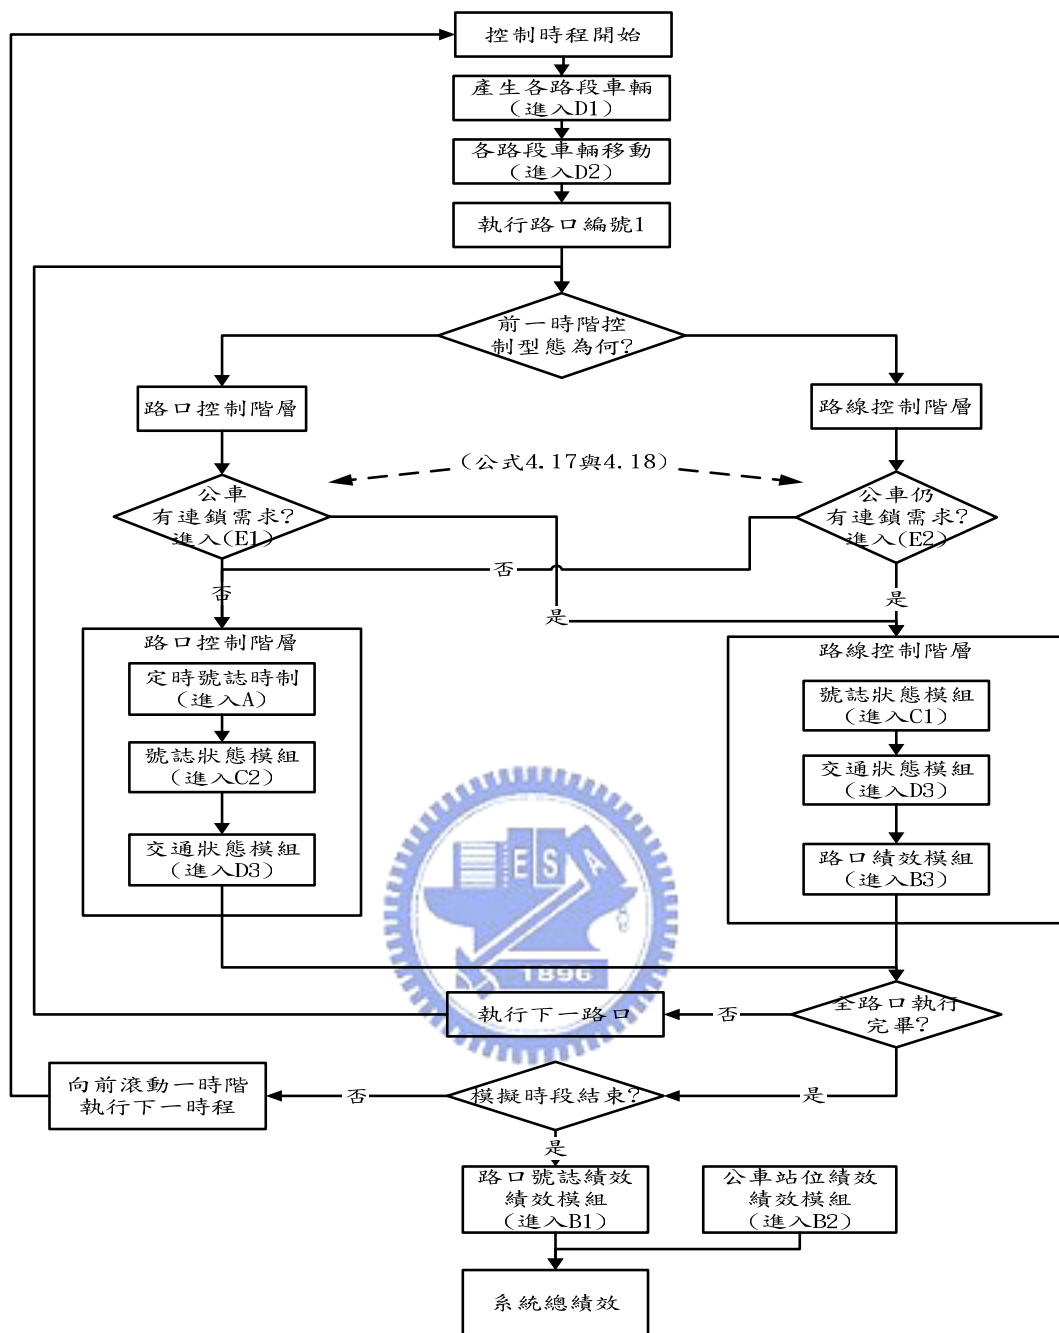 控制時程開始
產生各路段車輛
(進入D1)
各路段車輛移動
(進入D2)
執行路口編號1
前一時階控
制型態為何?
路口控制階層
路線控制階層
(公式4.17與4.18)
公車
有連鎖需求?
進入(E1)
公車仍
有連鎖需求?
進入(E2)
否
否
是
是
路口控制階層
定時號誌時制
(進入A)
號誌狀態模組
(進入C2)
交通狀態模組
(進入D3)
路線控制階層
號誌狀態模組
(進入C1)
交通狀態模組
(進入D3)
路口績效模組
(進入B3)
ESA
1896
全路口執行
完畢?
否
執行下一路口
是
模擬時段結束?
否
向前滾動一時階
執行下一時程
是
路口號誌績效
績效模組
(進入B1)
公車站位績效
績效模組
(進入B2)
系統總績效